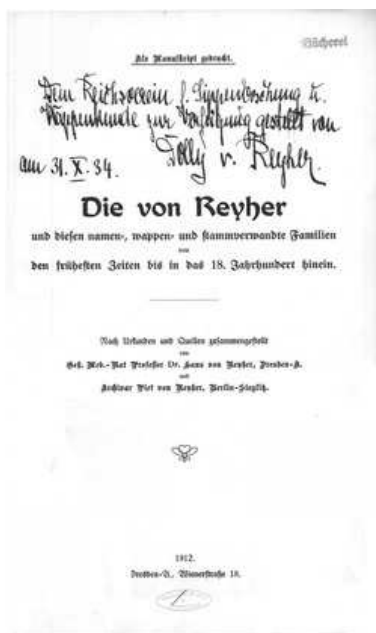 Bücherei
Als Manuskript gedruckt.
Dem Reichsverein f. Sippenforschung u.
Wappenkunde zur Verfügung gestellt von
am 31. X. 34. Tolly v. Reyher.
Die von Reyher
und diesen namen-, wappen- und stammverwandte Familien
von
den frühesten Zeiten bis in das 18. Jahrhundert hinein.
Nach Urkunden und Quellen zusammengestellt
von
Geh. Med.-Rat Professor Dr. Hans von Reyher, Dresden-A.
und
Archivar Piet von Reyher, Berlin-Steglitz.
1912.
Dresden-A., Wienerstraße 18.